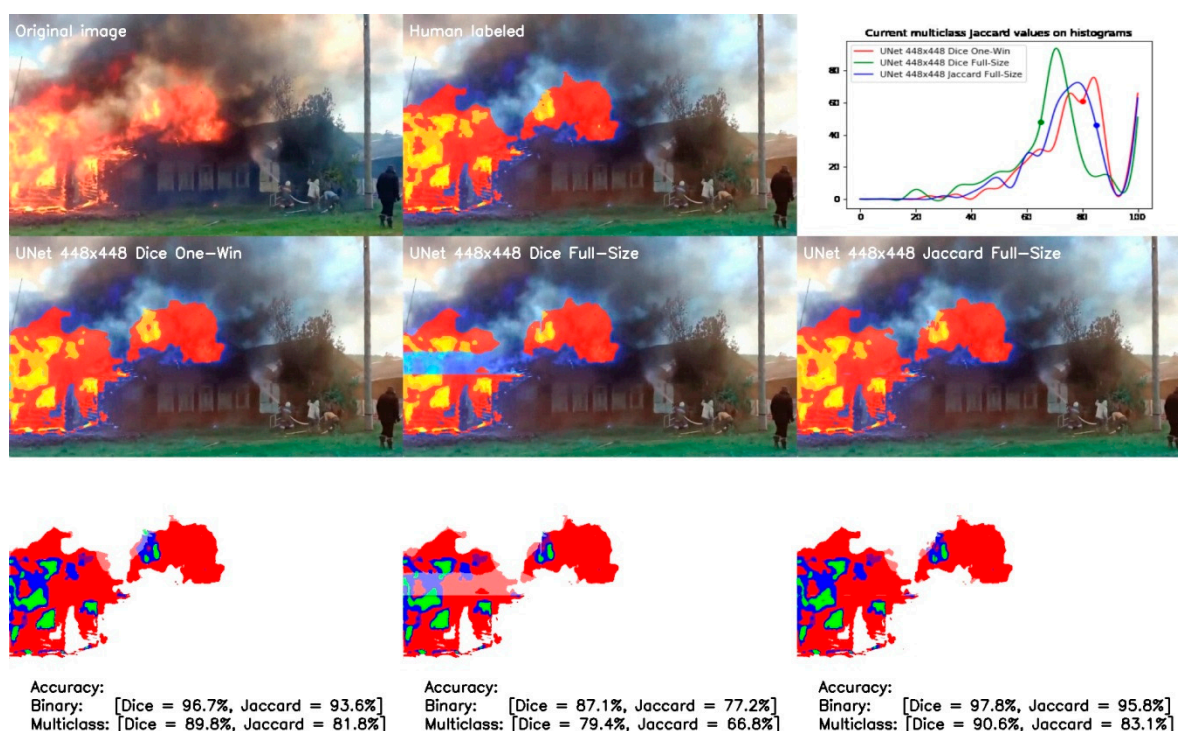 Original image
Human labeled
Current multiclass Jaccard values on histograms
UNet 448x448 Dice One-Win
UNet 448x448 Dice Full-Size
UNet 448x448 Jaccard Full-Size
80
60
40
20
0
0 20 40 60 80 100
UNet 448x448 Dice One-Win
UNet 448x448 Dice Full-Size
UNet 448x448 Jaccard Full-Size
Accuracy:
Binary: [Dice = 96.7%, Jaccard = 93.6%]
Multiclass: [Dice = 89.8%, Jaccard = 81.8%]
Accuracy:
Binary: [Dice = 87.1%, Jaccard = 77.2%]
Multiclass: [Dice = 79.4%, Jaccard = 66.8%]
Accuracy:
Binary: [Dice = 97.8%, Jaccard = 95.8%]
Multiclass: [Dice = 90.6%, Jaccard = 83.1%]